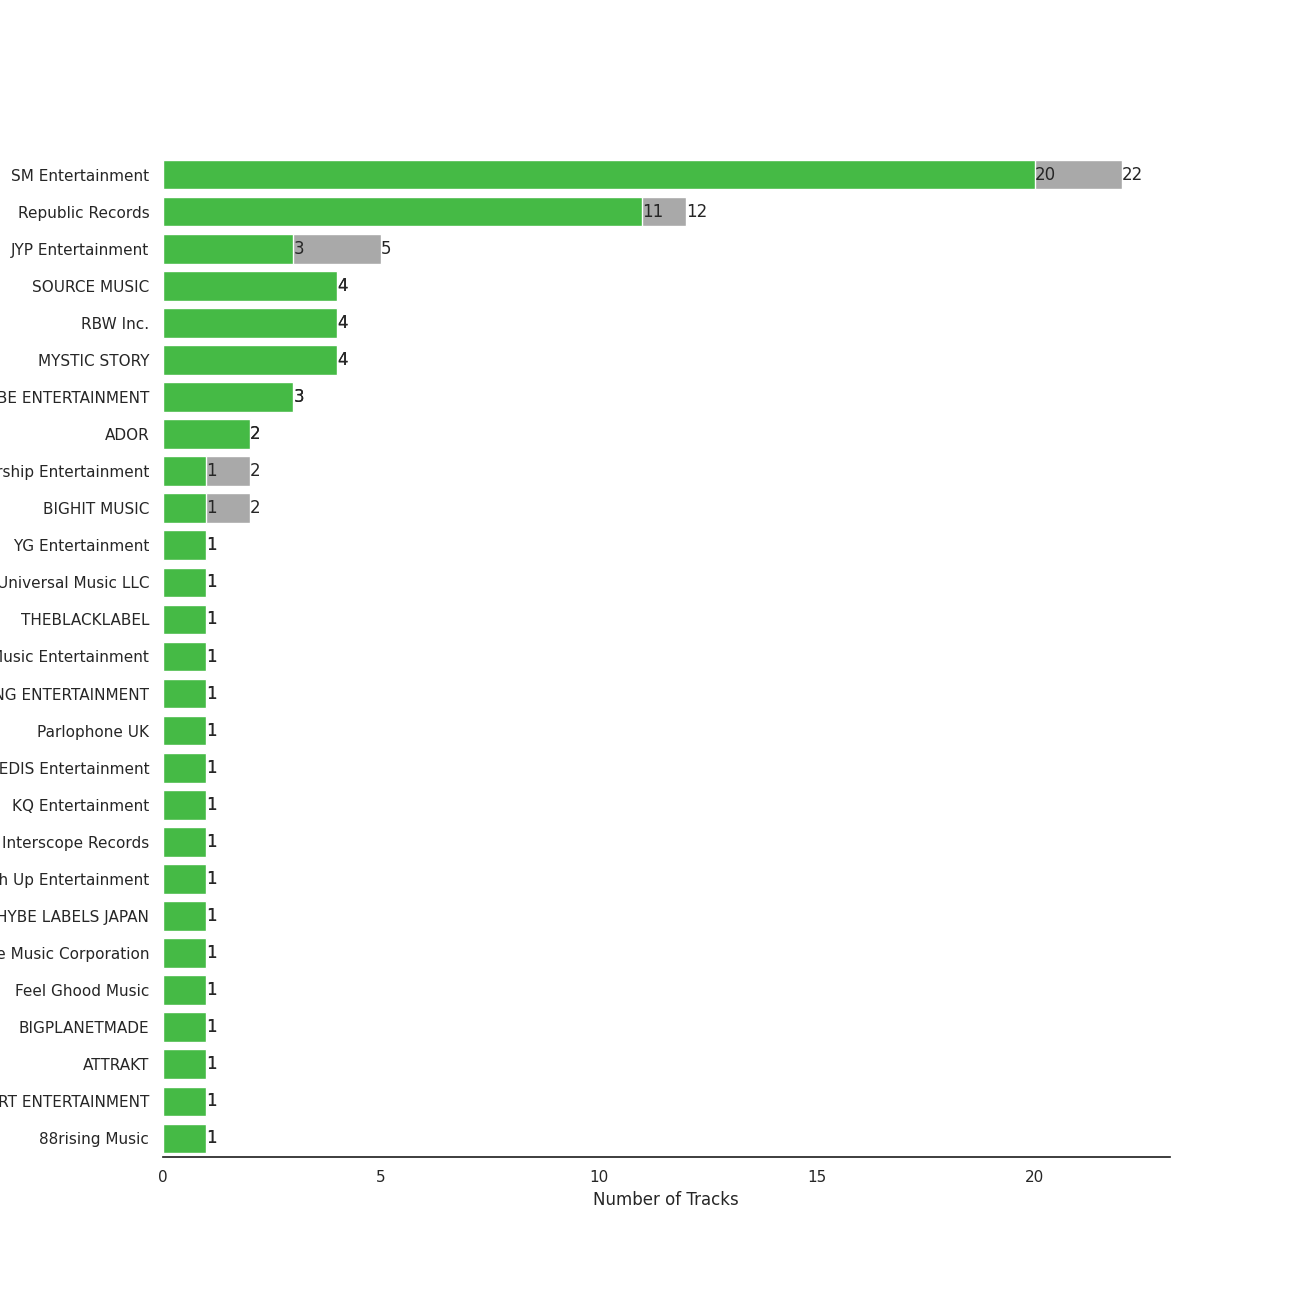 SM Entertainment 20 22
Republic Records 11 12
JYP Entertainment 3 5
SOURCE MUSIC 4
RBW Inc. 4
MYSTIC STORY 4
BE ENTERTAINMENT 3
ADOR 2
rship Entertainment 1 2
BIGHIT MUSIC 1 2
YG Entertainment 1
Universal Music LLC 1
THEBLACKLABEL 1
Music Entertainment 1
NG ENTERTAINMENT 1
Parlophone UK 1
EDIS Entertainment 1
KQ Entertainment 1
Interscope Records 1
h Up Entertainment 1
HYBE LABELS JAPAN 1
e Music Corporation 1
Feel Ghood Music 1
BIGPLANETMADE 1
ATTRAKT 1
RT ENTERTAINMENT 1
88rising Music 1
0 5 10 15 20
Number of Tracks